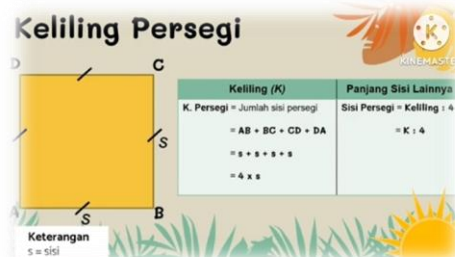 Keliling Persegi
K
KINEMASTE
D
C
S
A
S
B
Keliling (K)
Panjang Sisi Lainnya
K. Persegi = Jumlah sisi persegi
= AB + BC + CD + DA
= s + s + s + s
= 4 x s
Sisi Persegi = Keliling : 4
= K : 4
Keterangan
s = sisi